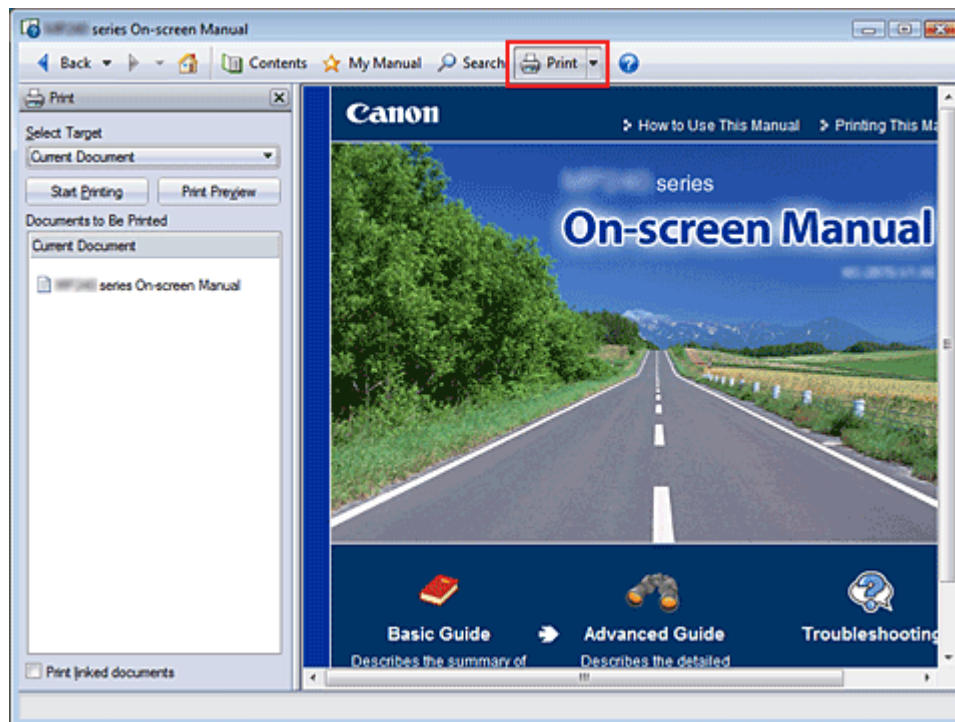 series On-screen Manual
Back Contents My Manual Search Print
Print
Select Target
Current Document
Start Printing Print Preview
Documents to Be Printed
Current Document
series On-screen Manual
Print linked documents
Canon
How to Use This Manual Printing This Ma
series
On-screen Manual
Basic Guide Advanced Guide Troubleshooting
Describes the summary of Describes the detailed